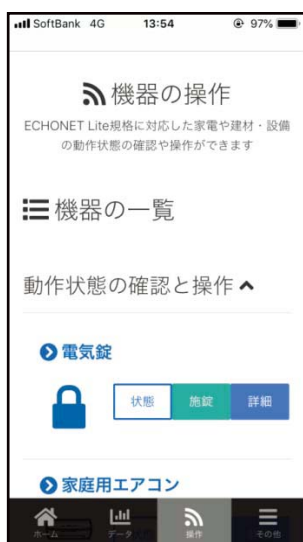 SoftBank 4G 13:54 97%
機器の操作
ECHONET Lite規格に対応した家電や建材・設備
の動作状態の確認や操作ができます
機器の一覧
動作状態の確認と操作
電気錠
状態 施錠 詳細
家庭用エアコン
ホーム データ 操作 その他